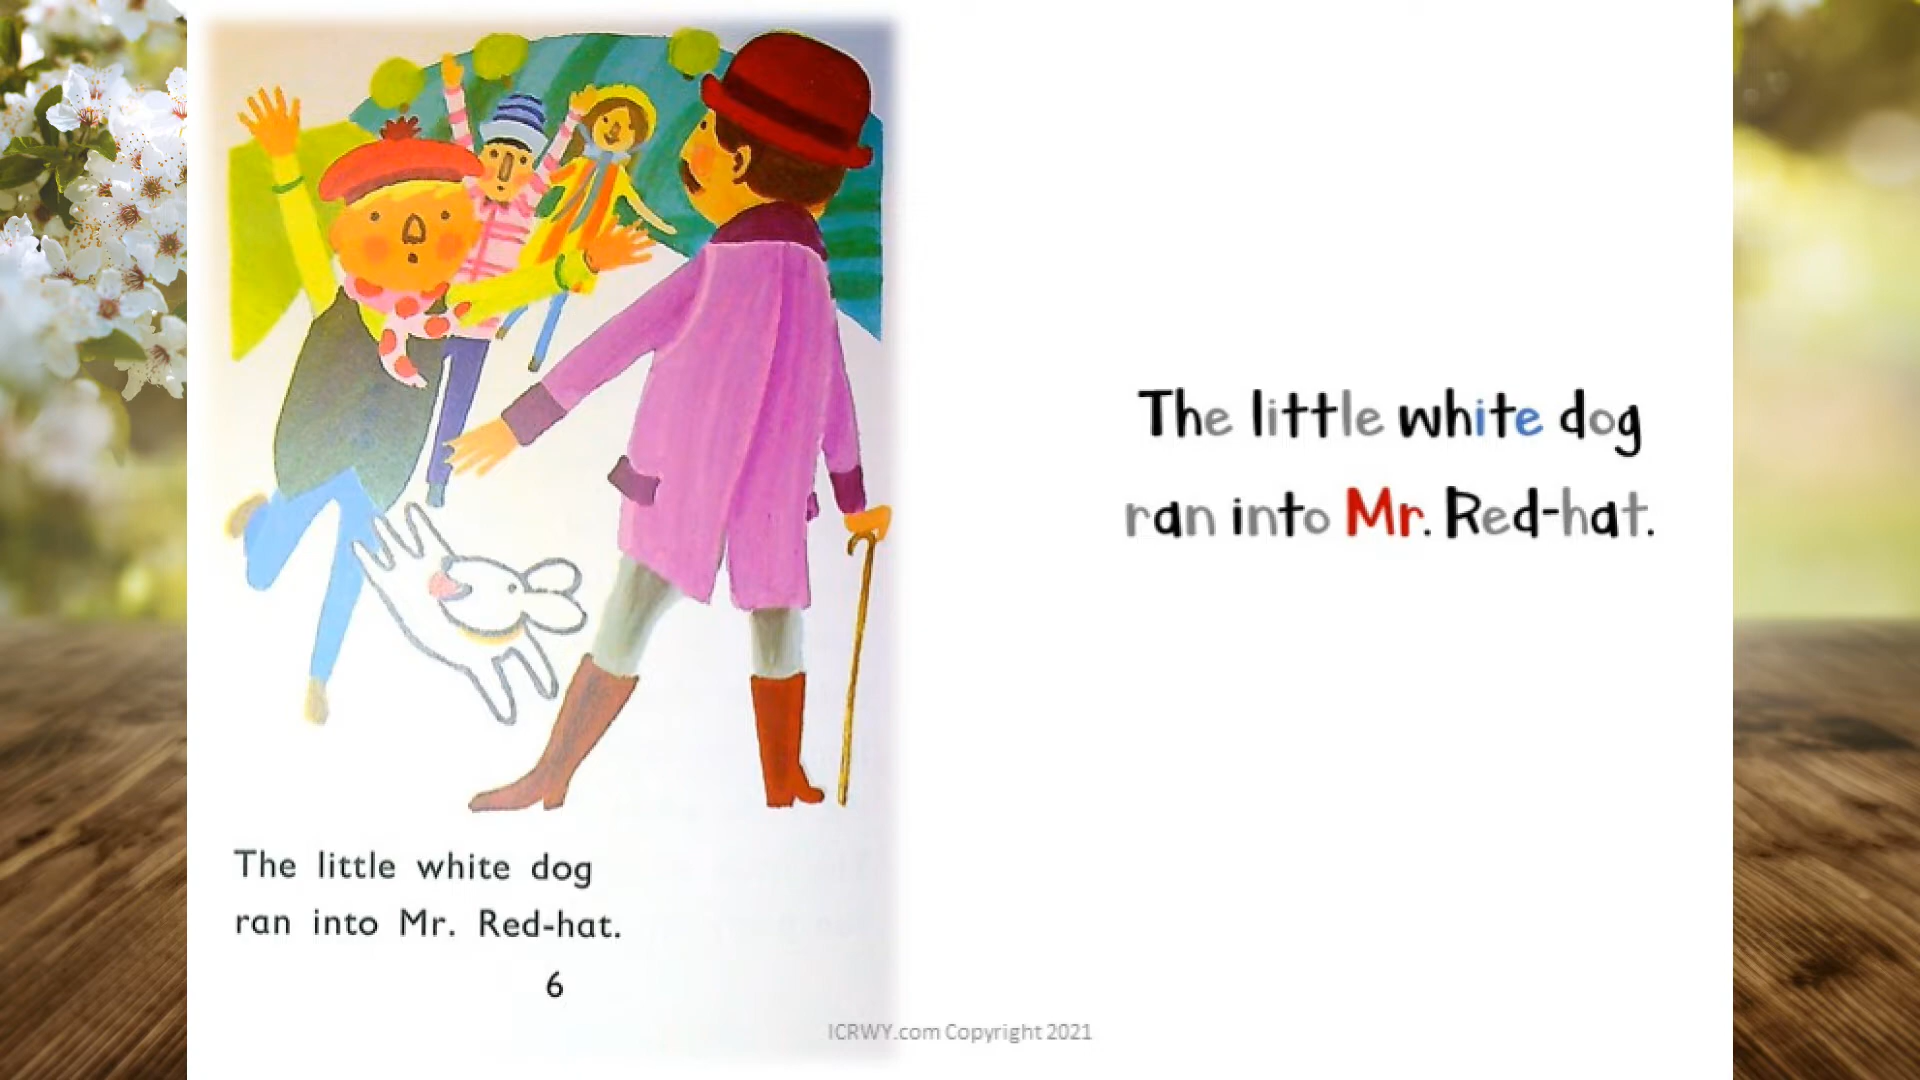 The little white dog
ran into Mr. Red-hat.
6
The little white dog
ran into Mr. Red-hat.
ICRWY.com Copyright 2021